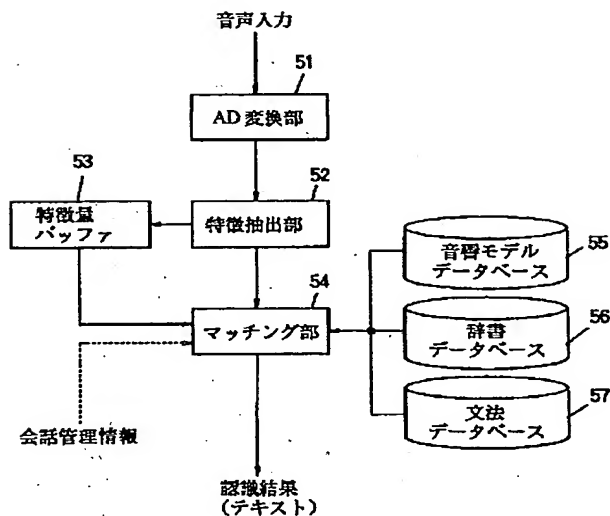 音声入力
51
AD変換部
53
52
特徴量
バッファ
特徴抽出部
54
音響モデル
データベース
55
マッチング部
辞書
データベース
56
会話管理情報
文法
データベース
57
認識結果
(テキスト)